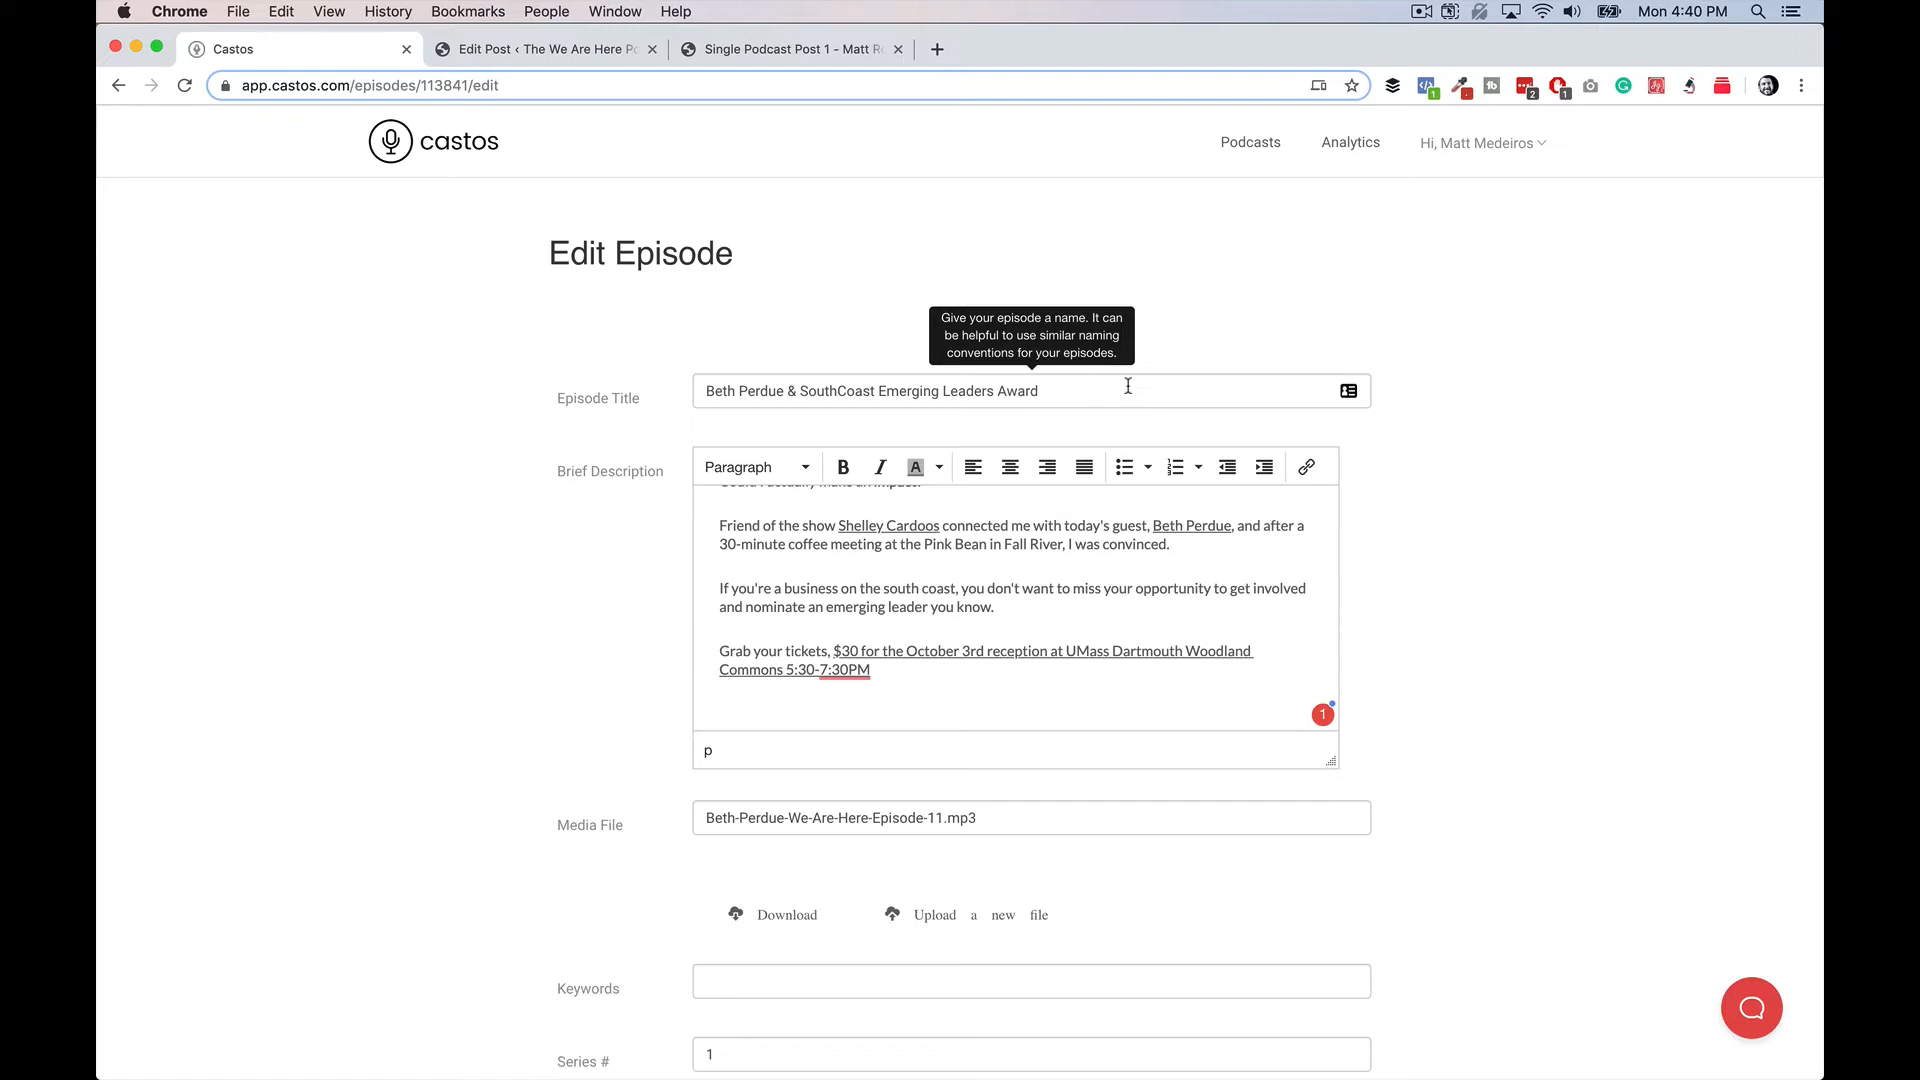 Chrome File Edit View History Bookmarks People Window Help Mon 4:40 PM
Castos
Edit Post ‹ The We Are Here Po
Single Podcast Post 1 - Matt R
app.castos.com/episodes/113841/edit
1
2
1
castos
Podcasts Analytics Hi, Matt Medeiros
Edit Episode
Give your episode a name. It can
be helpful to use similar naming
conventions for your episodes.
Episode Title Beth Perdue & SouthCoast Emerging Leaders Award
Brief Description
Paragraph B I A
Friend of the show Shelley Cardoos connected me with today's guest, Beth Perdue, and after a
30-minute coffee meeting at the Pink Bean in Fall River, I was convinced.
If you're a business on the south coast, you don't want to miss your opportunity to get involved
and nominate an emerging leader you know.
Grab your tickets, $30 for the October 3rd reception at UMass Dartmouth Woodland
Commons 5:30-7:30PM
1
p
Media File Beth-Perdue-We-Are-Here-Episode-11.mp3
Download Upload a new file
Keywords
Series # 1